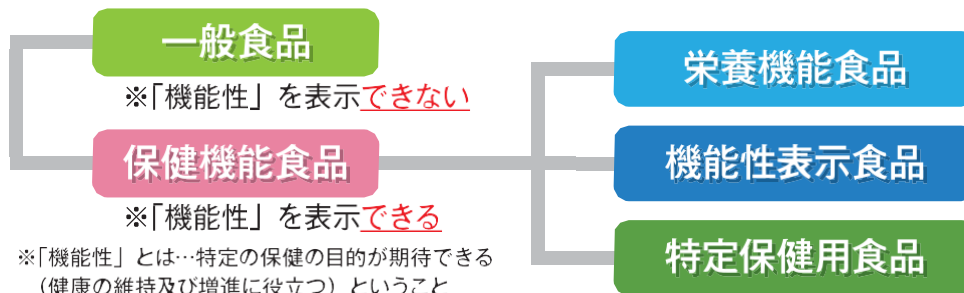 一般食品
※「機能性」を表示できない
保健機能食品
※「機能性」を表示できる
※「機能性」とは…特定の保健の目的が期待できる
（健康の維持及び増進に役立つ）ということ
栄養機能食品
機能性表示食品
特定保健用食品